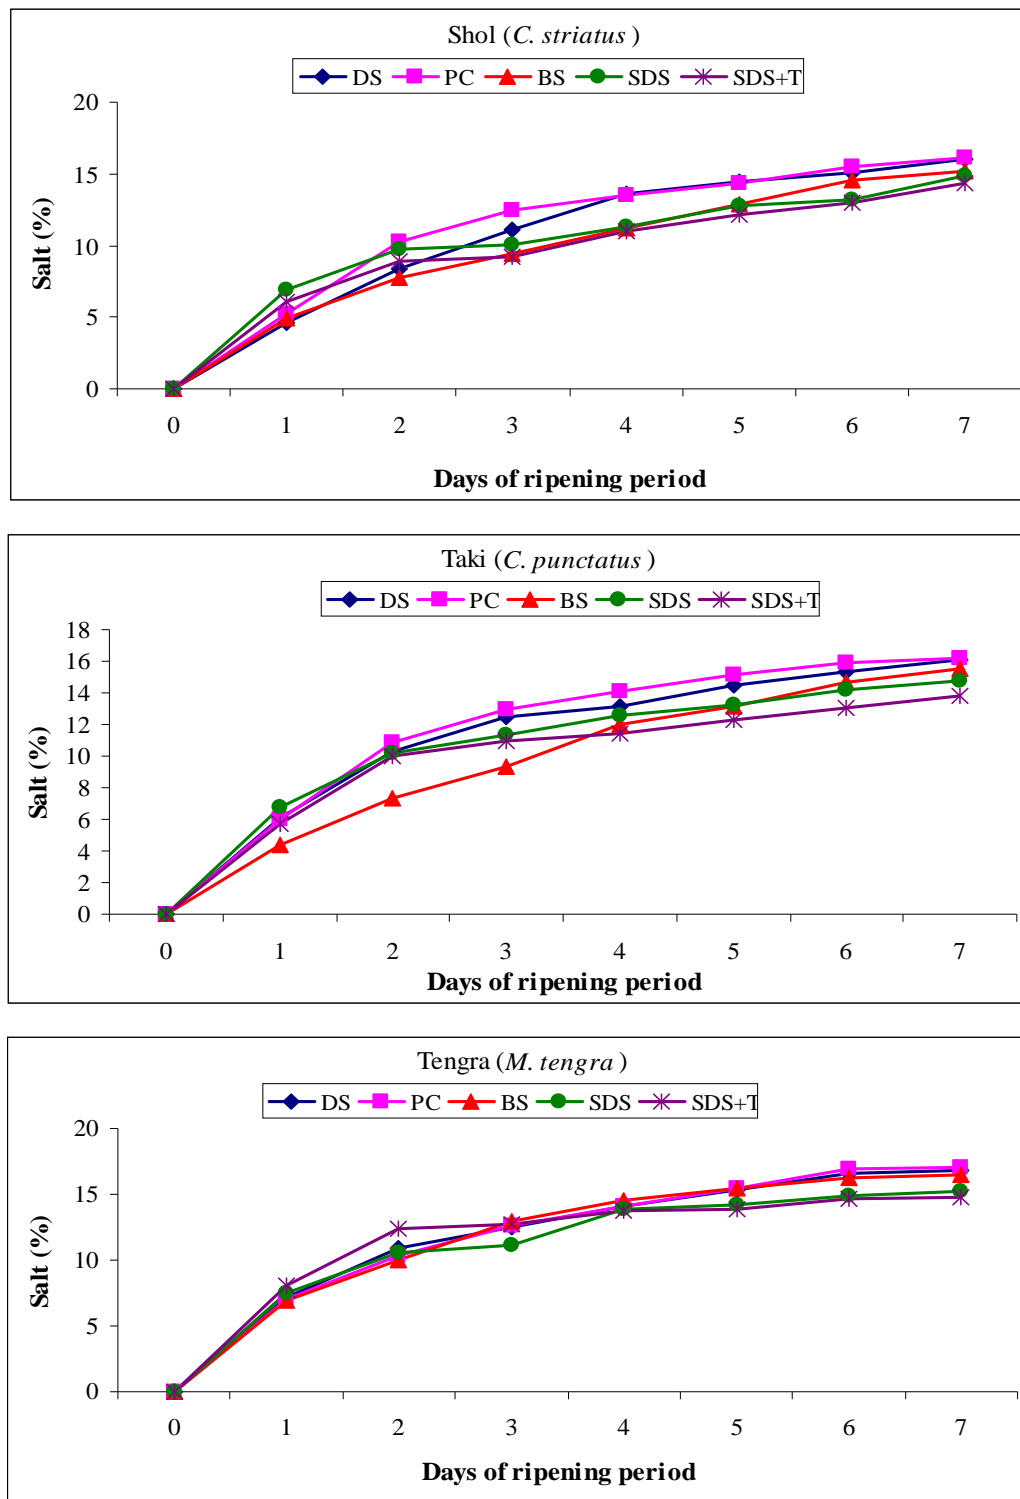 Shol (C. striatus)
DS PC BS SDS SDS+T
20
15
10
5
0
Salt (%)
0 1 2 3 4 5 6 7
Days of ripening period
Taki (C. punctatus)
DS PC BS SDS SDS+T
18
16
14
12
10
8
6
4
2
0
Salt (%)
0 1 2 3 4 5 6 7
Days of ripening period
Tengra (M. tengra)
DS PC BS SDS SDS+T
20
15
10
5
0
Salt (%)
0 1 2 3 4 5 6 7
Days of ripening period